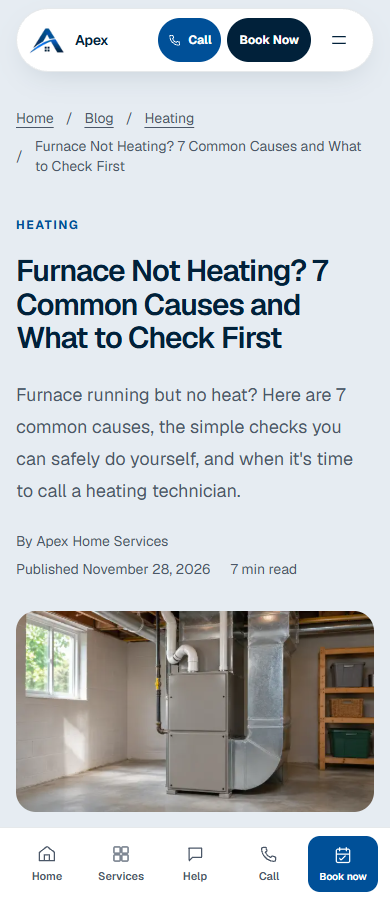 Apex
Call
Book Now
Home / Blog / Heating
/ Furnace Not Heating? 7 Common Causes and What
to Check First
HEATING
Furnace Not Heating? 7
Common Causes and
What to Check First
Furnace running but no heat? Here are 7
common causes, the simple checks you
can safely do yourself, and when it's time
to call a heating technician.
By Apex Home Services
Published November 28, 2026 7 min read
Home
Services
Help
Call
Book now